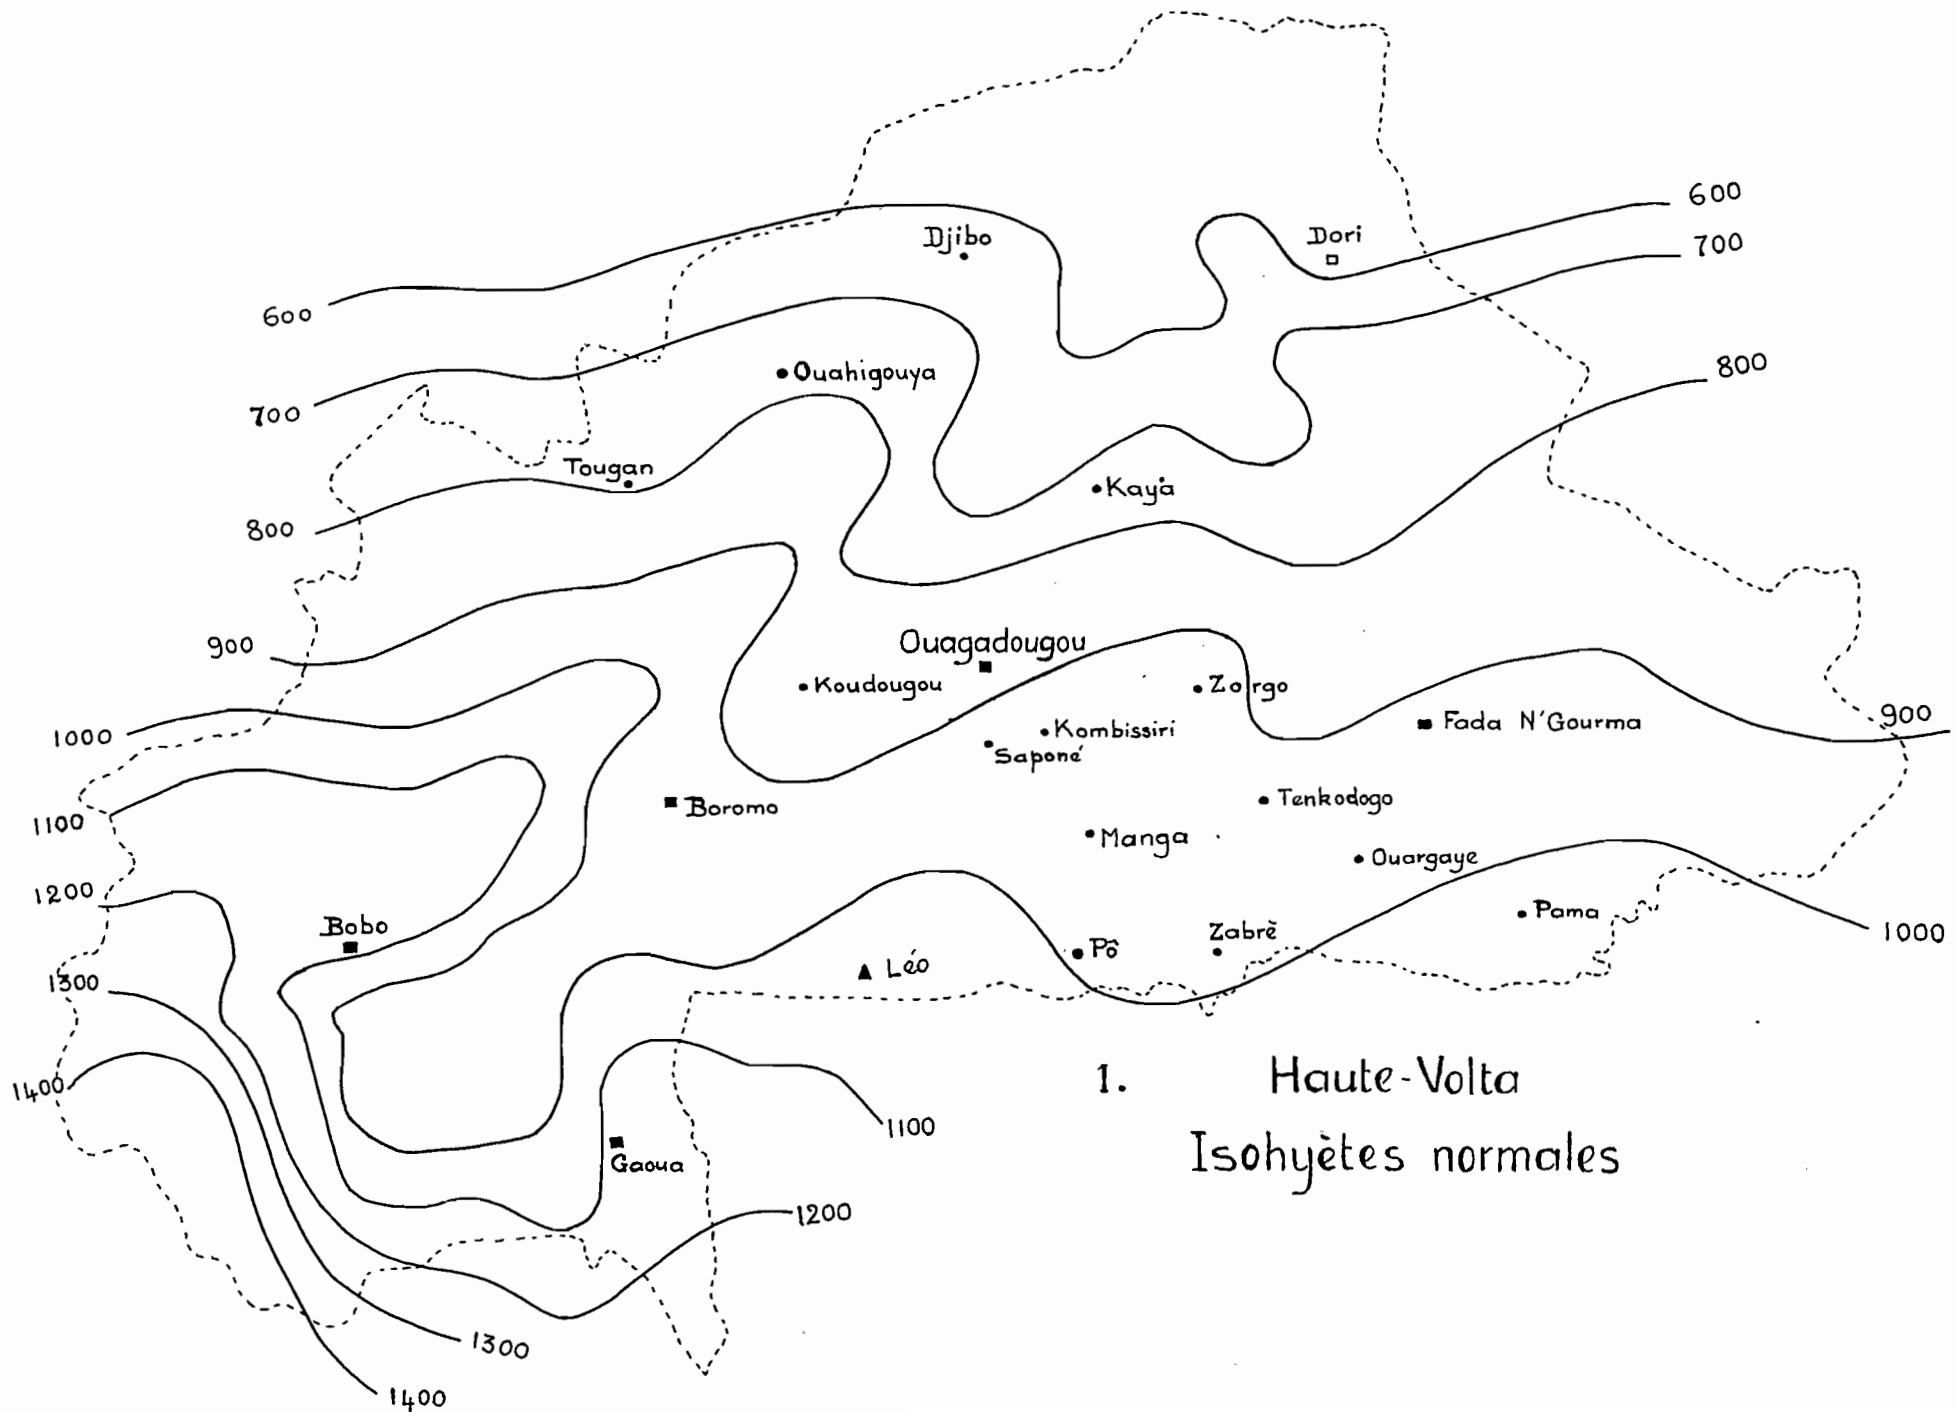 600
Dori
700
Djibo
600
800
Ouahigouya
700
Tougan
Kaya
800
900
Ouagadougou
Koudougou
Zorgo
900
1000
Kombissiri
Fada N'Gourma
Saponé
Boromo
Tenkodogo
1100
Manga
Ouargaye
1200
Bobo
Pama
Zabrè
1000
Pô
Léo
1300
1400
1. Haute-Volta
1100
Isohyètes normales
Gaoua
1200
1300
1400